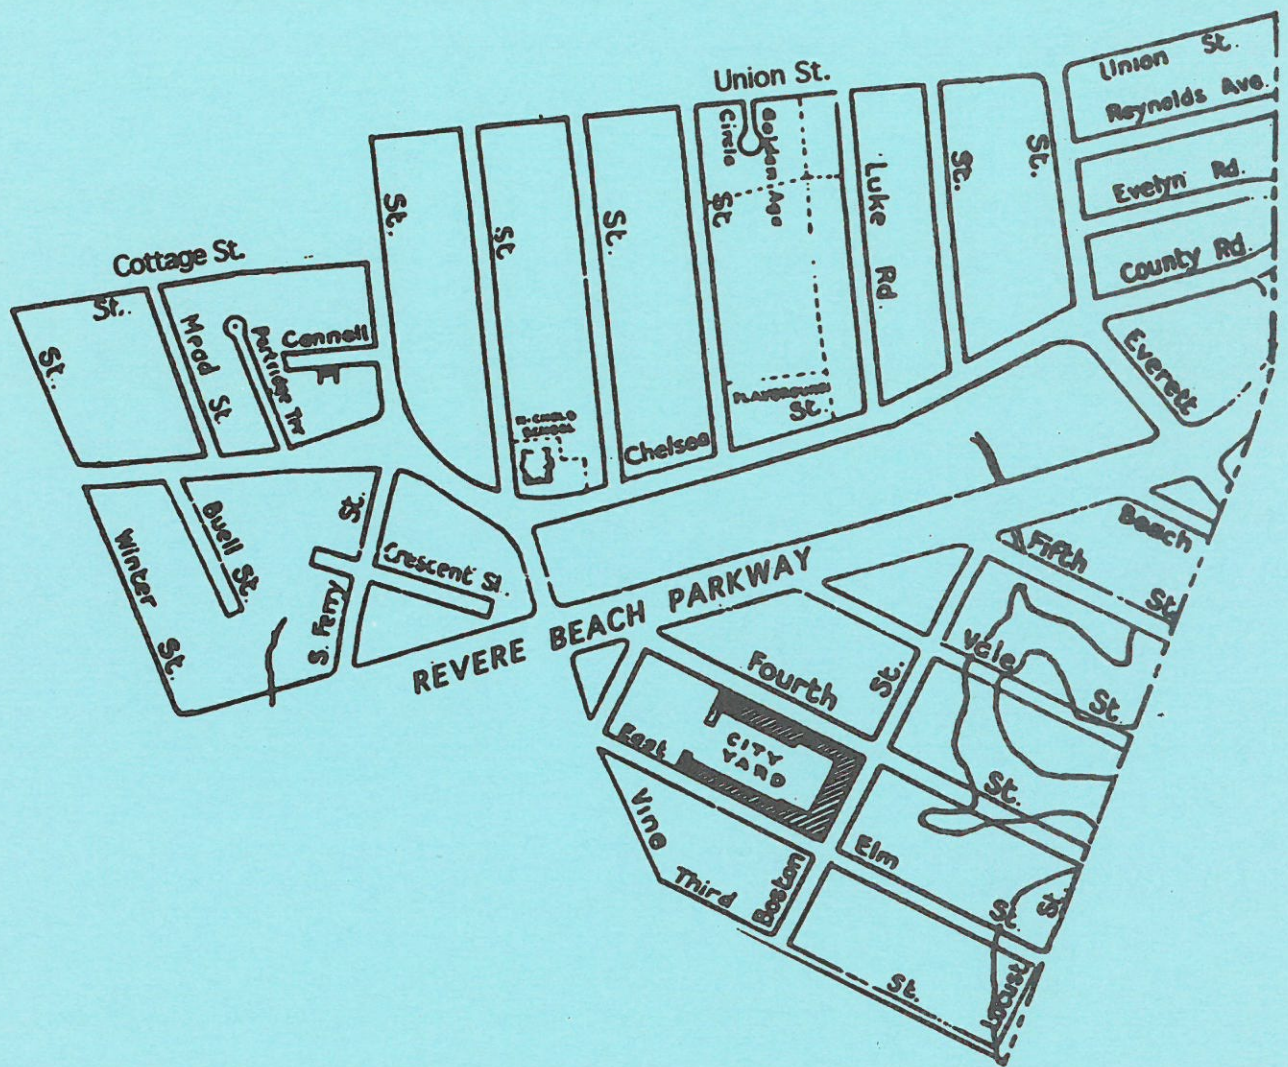 Union St.
Union St.
Reynolds Ave.
Evelyn Rd.
County Rd.
Everett
Golden Age
Circle
St
Luke Rd.
St.
St.
St.
St
St.
PLAYGROUND
St.
Chelsea
SCHOOL
Cottage St.
St..
St.
Mead St
Partridge Trr
Connell
Winter St.
Buell St.
St.
S. Ferry
Crescent St.
REVERE BEACH PARKWAY
Beach
St.
Fifth
Vale
St.
Fourth
St.
St.
CITY
YARD
East
Vine
Third
Boston
Elm
St.
St.
St.